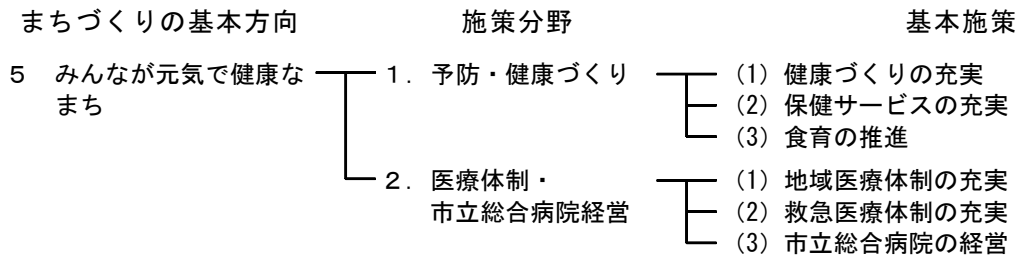 まちづくりの基本方向　施策分野　基本施策
５　みんなが元気で健康な　１．予防・健康づくり　(1) 健康づくりの充実
まち　(2) 保健サービスの充実
(3) 食育の推進
２．医療体制・　(1) 地域医療体制の充実
市立総合病院経営　(2) 救急医療体制の充実
(3) 市立総合病院の経営